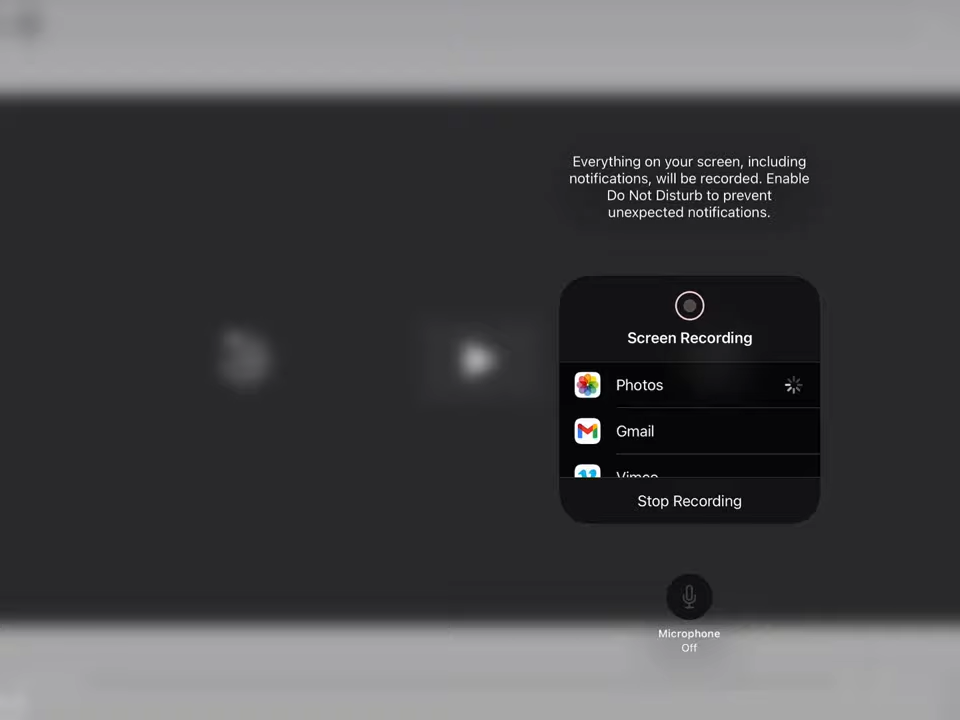 Everything on your screen, including
notifications, will be recorded. Enable
Do Not Disturb to prevent
unexpected notifications.
Screen Recording
Photos
Gmail
Vimeo
Stop Recording
Microphone
Off